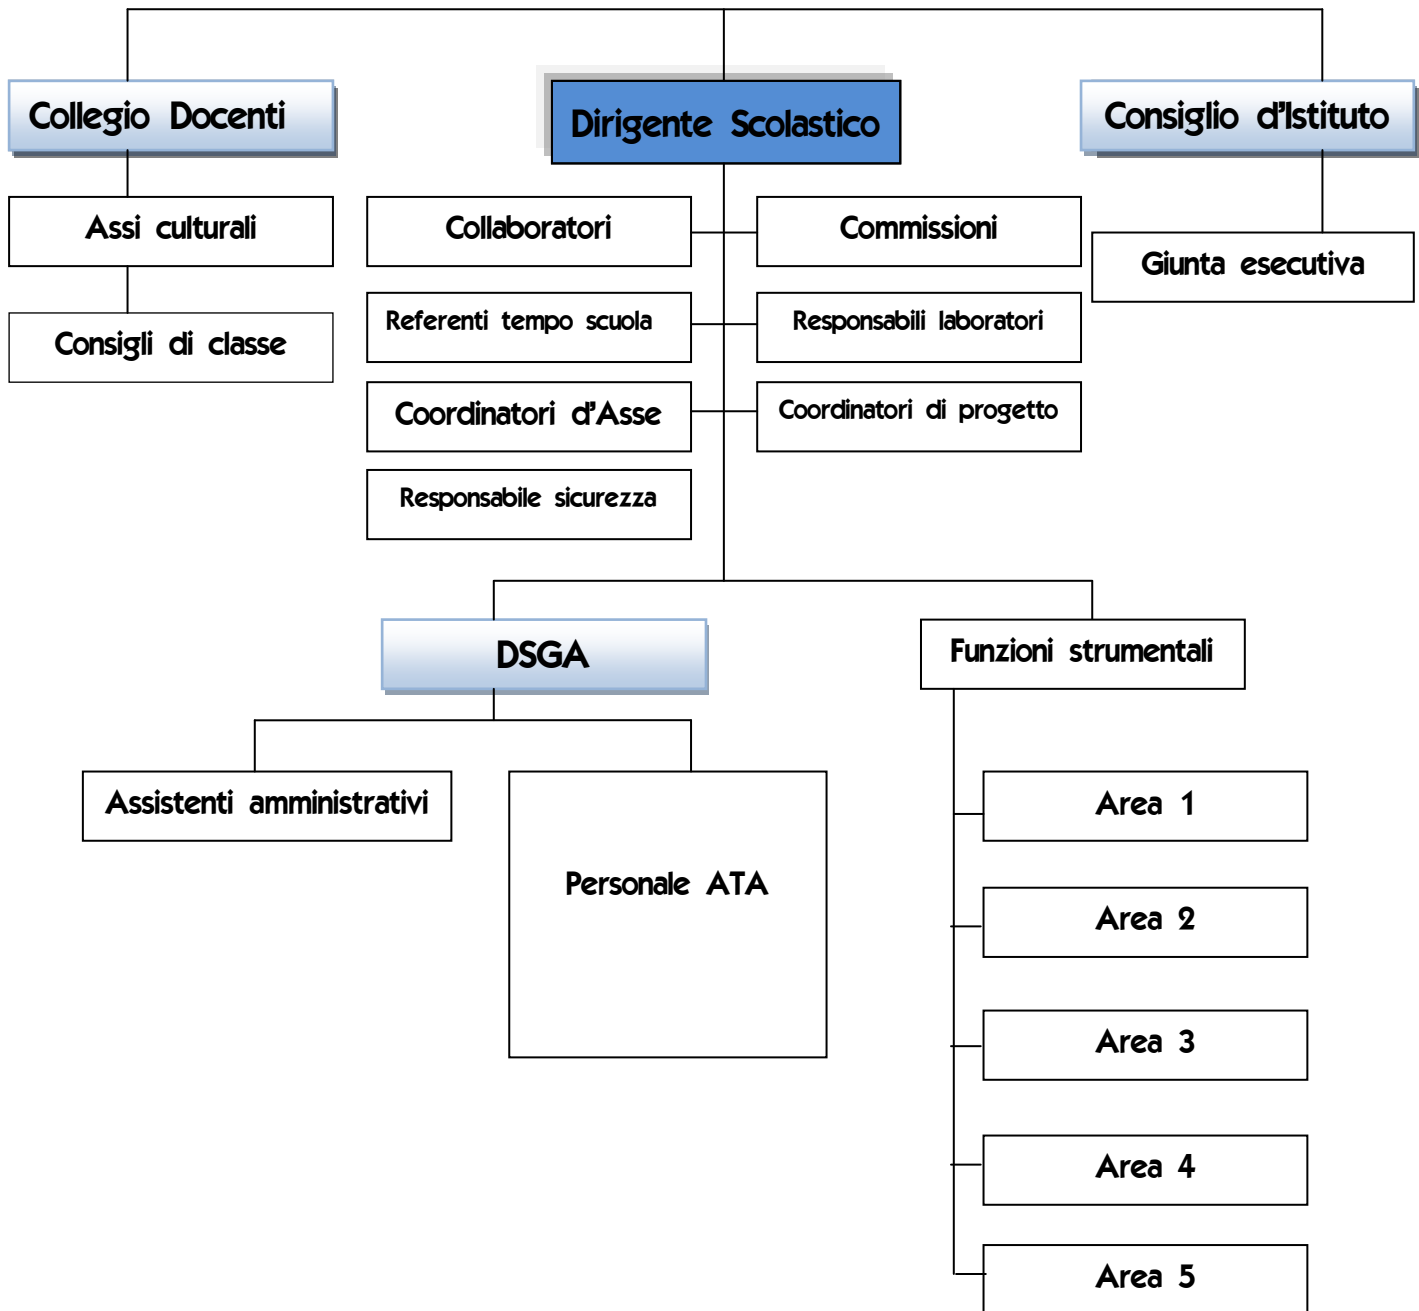 Collegio Docenti
Dirigente Scolastico
Consiglio d'Istituto
Assi culturali
Collaboratori
Commissioni
Giunta esecutiva
Consigli di classe
Referenti tempo scuola
Responsabili laboratori
Coordinatori d'Asse
Coordinatori di progetto
Responsabile sicurezza
DSGA
Funzioni strumentali
Assistenti amministrativi
Personale ATA
Area 1
Area 2
Area 3
Area 4
Area 5